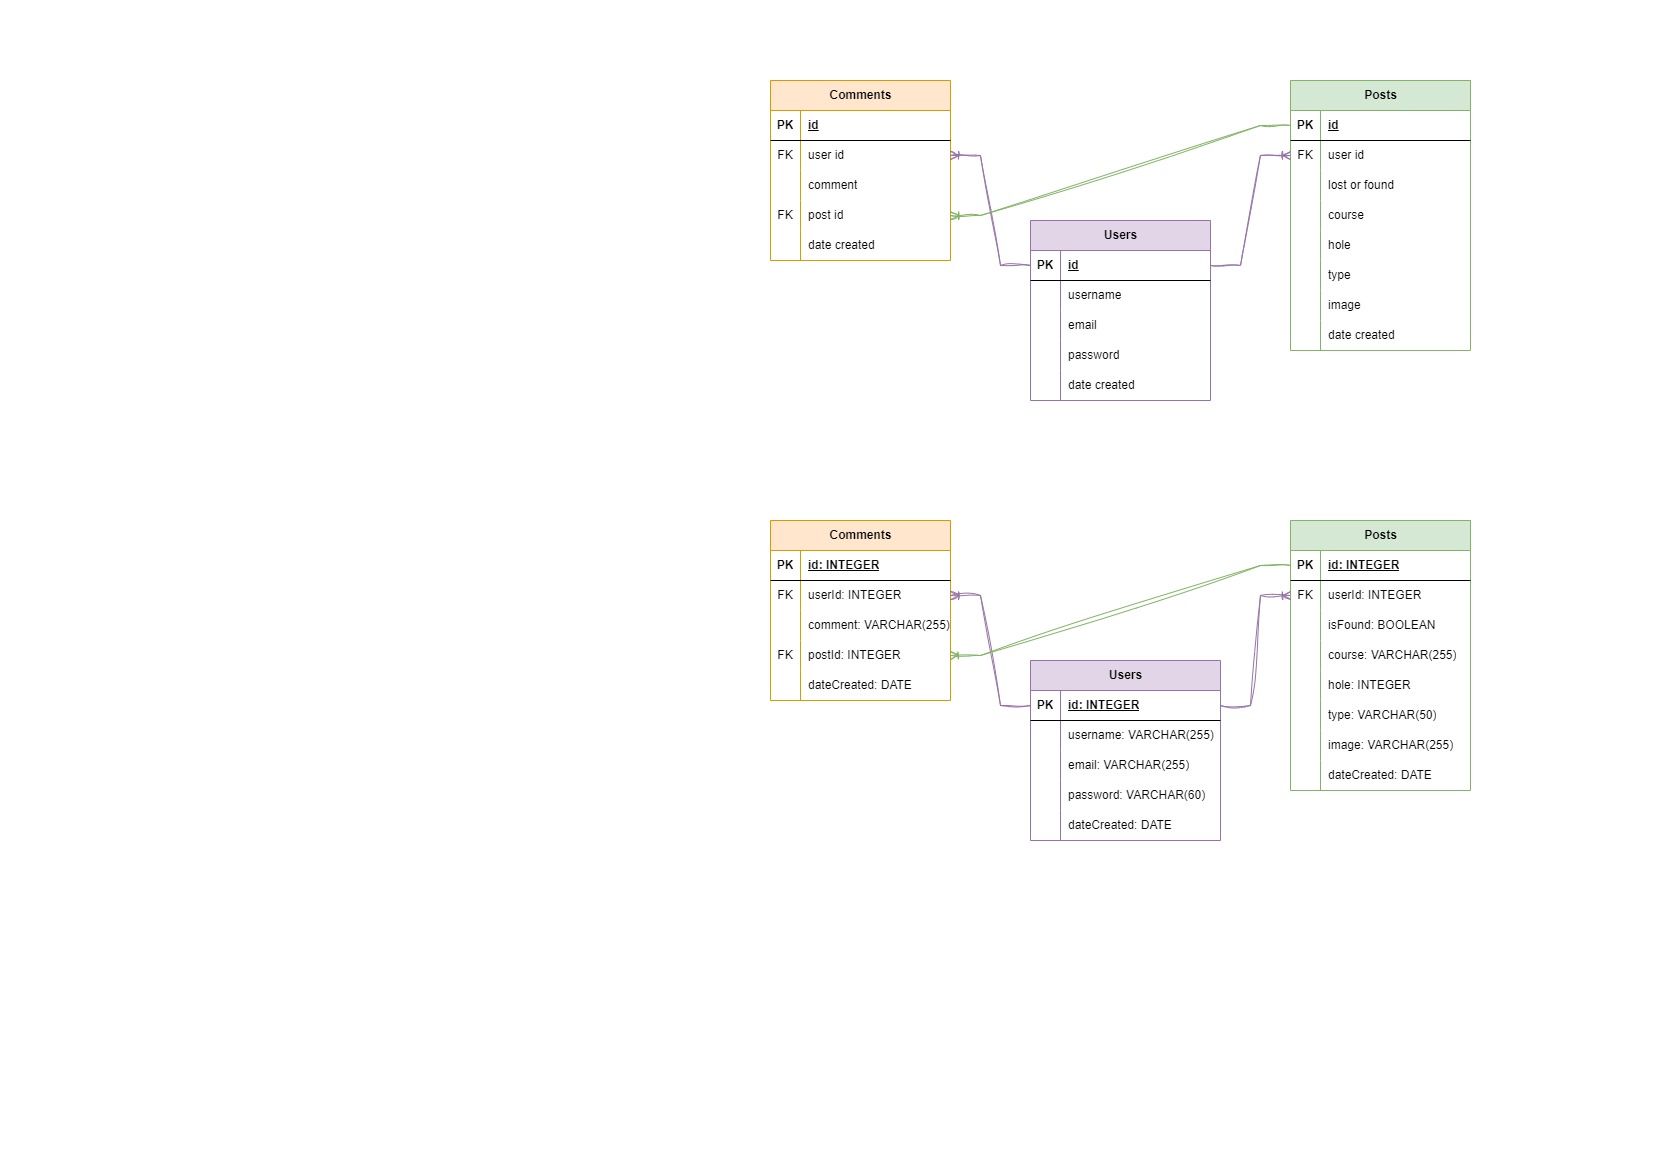 Comments
PK id
FK user id
comment
FK post id
date created
Posts
PK id
FK user id
lost or found
course
hole
type
image
date created
Users
PK id
username
email
password
date created
Comments
PK id: INTEGER
FK userId: INTEGER
comment: VARCHAR(255)
FK postId: INTEGER
dateCreated: DATE
Posts
PK id: INTEGER
FK userId: INTEGER
isFound: BOOLEAN
course: VARCHAR(255)
hole: INTEGER
type: VARCHAR(50)
image: VARCHAR(255)
dateCreated: DATE
Users
PK id: INTEGER
username: VARCHAR(255)
email: VARCHAR(255)
password: VARCHAR(60)
dateCreated: DATE